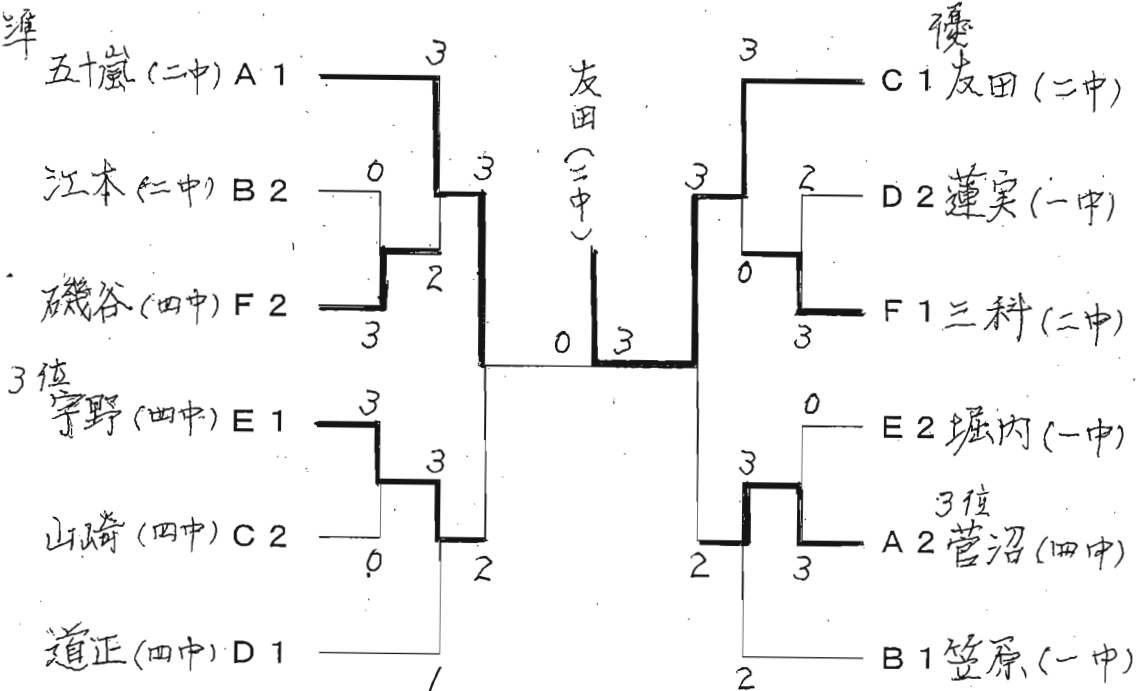 準
優
五十嵐(二中) A 1
3
3
C 1 友田(二中)
友田(二中)
江本(二中) B 2
0
3
3
2
D 2 蓮実(一中)
磯谷(四中) F 2
3
2
0
3
F 1 三科(二中)
0
3
3位
宇野(四中) E 1
3
0
E 2 堀内(一中)
3
3
3位
山崎(四中) C 2
0
2
2
3
A 2 菅沼(四中)
道正(四中) D 1
1
2
B 1 笠原(一中)